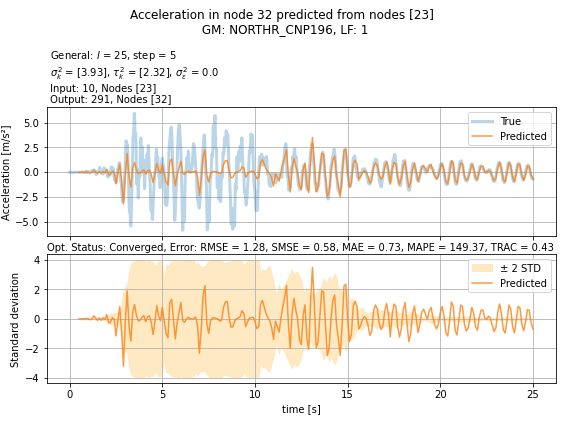 Acceleration in node 32 predicted from nodes [23]
GM: NORTHR_CNP196, LF: 1
General: l = 25, step = 5
σ²ₖ = [3.93], τ²ₖ = [2.32], σ²ε = 0.0
Input: 10, Nodes [23]
Output: 291, Nodes [32]
Acceleration [m/s²]
5.0
2.5
0.0
−2.5
−5.0
True
Predicted
Opt. Status: Converged, Error: RMSE = 1.28, SMSE = 0.58, MAE = 0.73, MAPE = 149.37, TRAC = 0.43
Standard deviation
4
2
0
−2
−4
± 2 STD
Predicted
0 5 10 15 20 25
time [s]